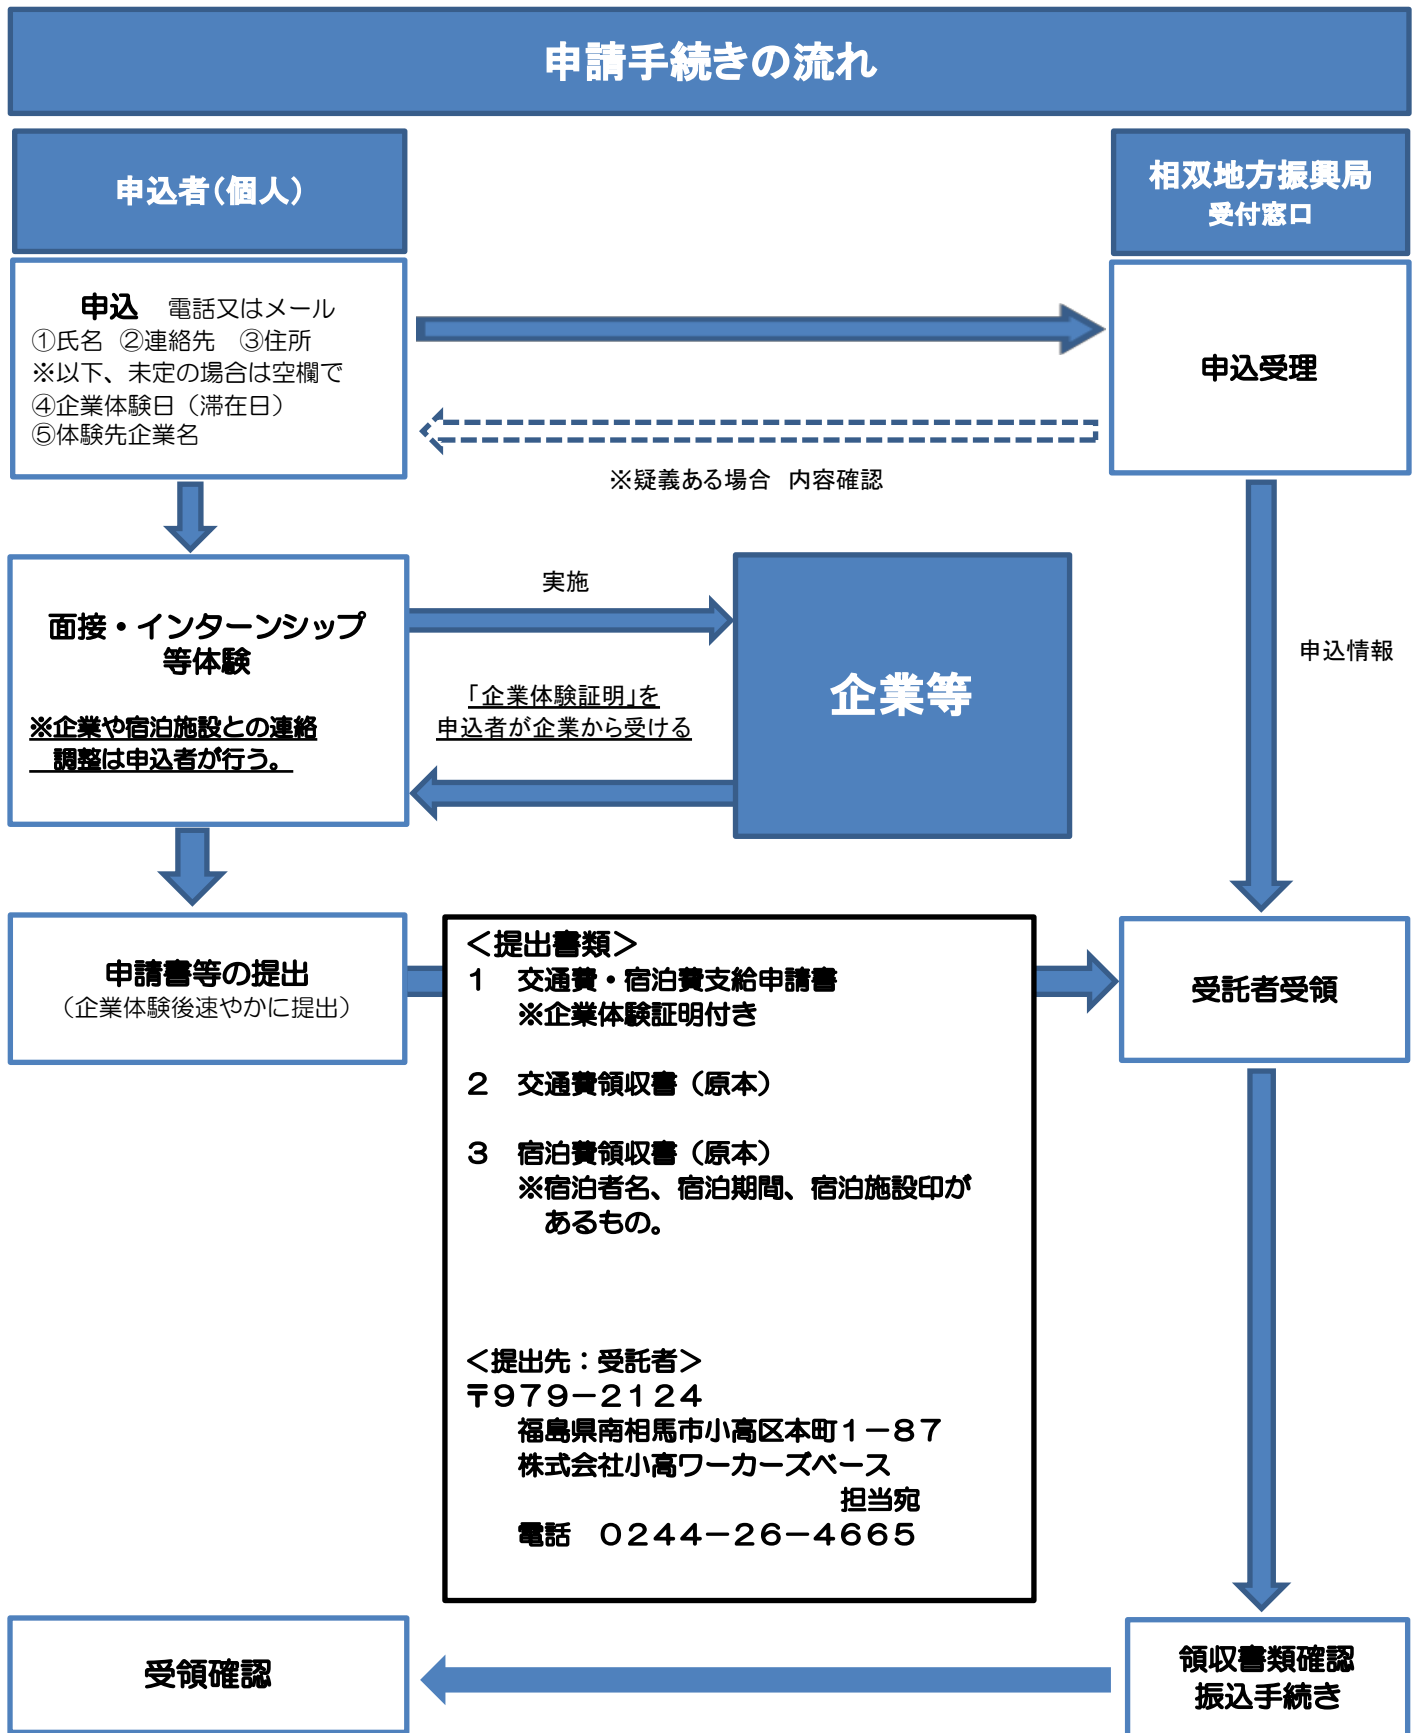 申請手続きの流れ
申込者（個人）
相双地方振興局
受付窓口
申込　電話又はメール
①氏名　②連絡先　③住所
※以下、未定の場合は空欄で
④企業体験日（滞在日）
⑤体験先企業名
申込受理
※疑義ある場合　内容確認
面接・インターンシップ
等体験
※企業や宿泊施設との連絡
調整は申込者が行う。
実施
「企業体験証明」を
申込者が企業から受ける
企業等
申込情報
申請書等の提出
（企業体験後速やかに提出）
＜提出書類＞
１　交通費・宿泊費支給申請書
※企業体験証明付き
２　交通費領収書（原本）
３　宿泊費領収書（原本）
※宿泊者名、宿泊期間、宿泊施設印が
あるもの。
＜提出先：受託者＞
〒９７９－２１２４
福島県南相馬市小高区本町１－８７
株式会社小高ワーカーズベース
担当宛
電話　０２４４－２６－４６６５
受託者受領
受領確認
領収書類確認
振込手続き